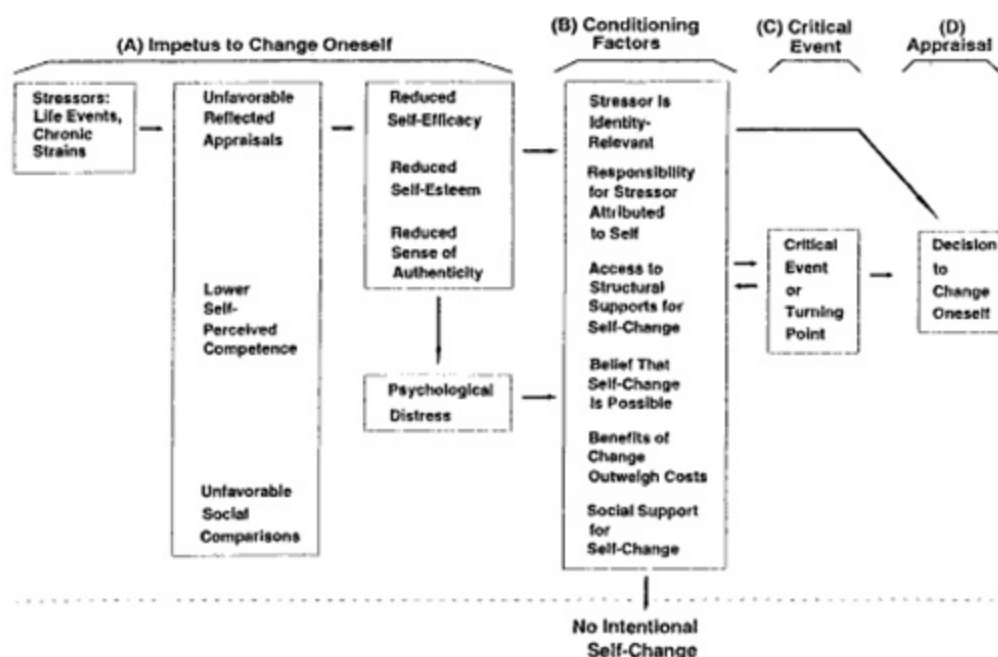 (A) Impetus to Change Oneself
(B) Conditioning
Factors
(C) Critical
Event
(D)
Appraisal
Stressors:
Life Events,
Chronic
Strains
Unfavorable
Reflected
Appraisals
Lower
Self-
Perceived
Competence
Unfavorable
Social
Comparisons
Reduced
Self-Efficacy
Reduced
Self-Esteem
Reduced
Sense of
Authenticity
Psychological
Distress
Stressor Is
Identity-
Relevant
Responsibility
for Stressor
Attributed
to Self
Access to
Structural
Supports for
Self-Change
Belief That
Self-Change
Is Possible
Benefits of
Change
Outweigh Costs
Social Support
for
Self-Change
Critical
Event
or
Turning
Point
Decision
to
Change
Oneself
No Intentional
Self-Change